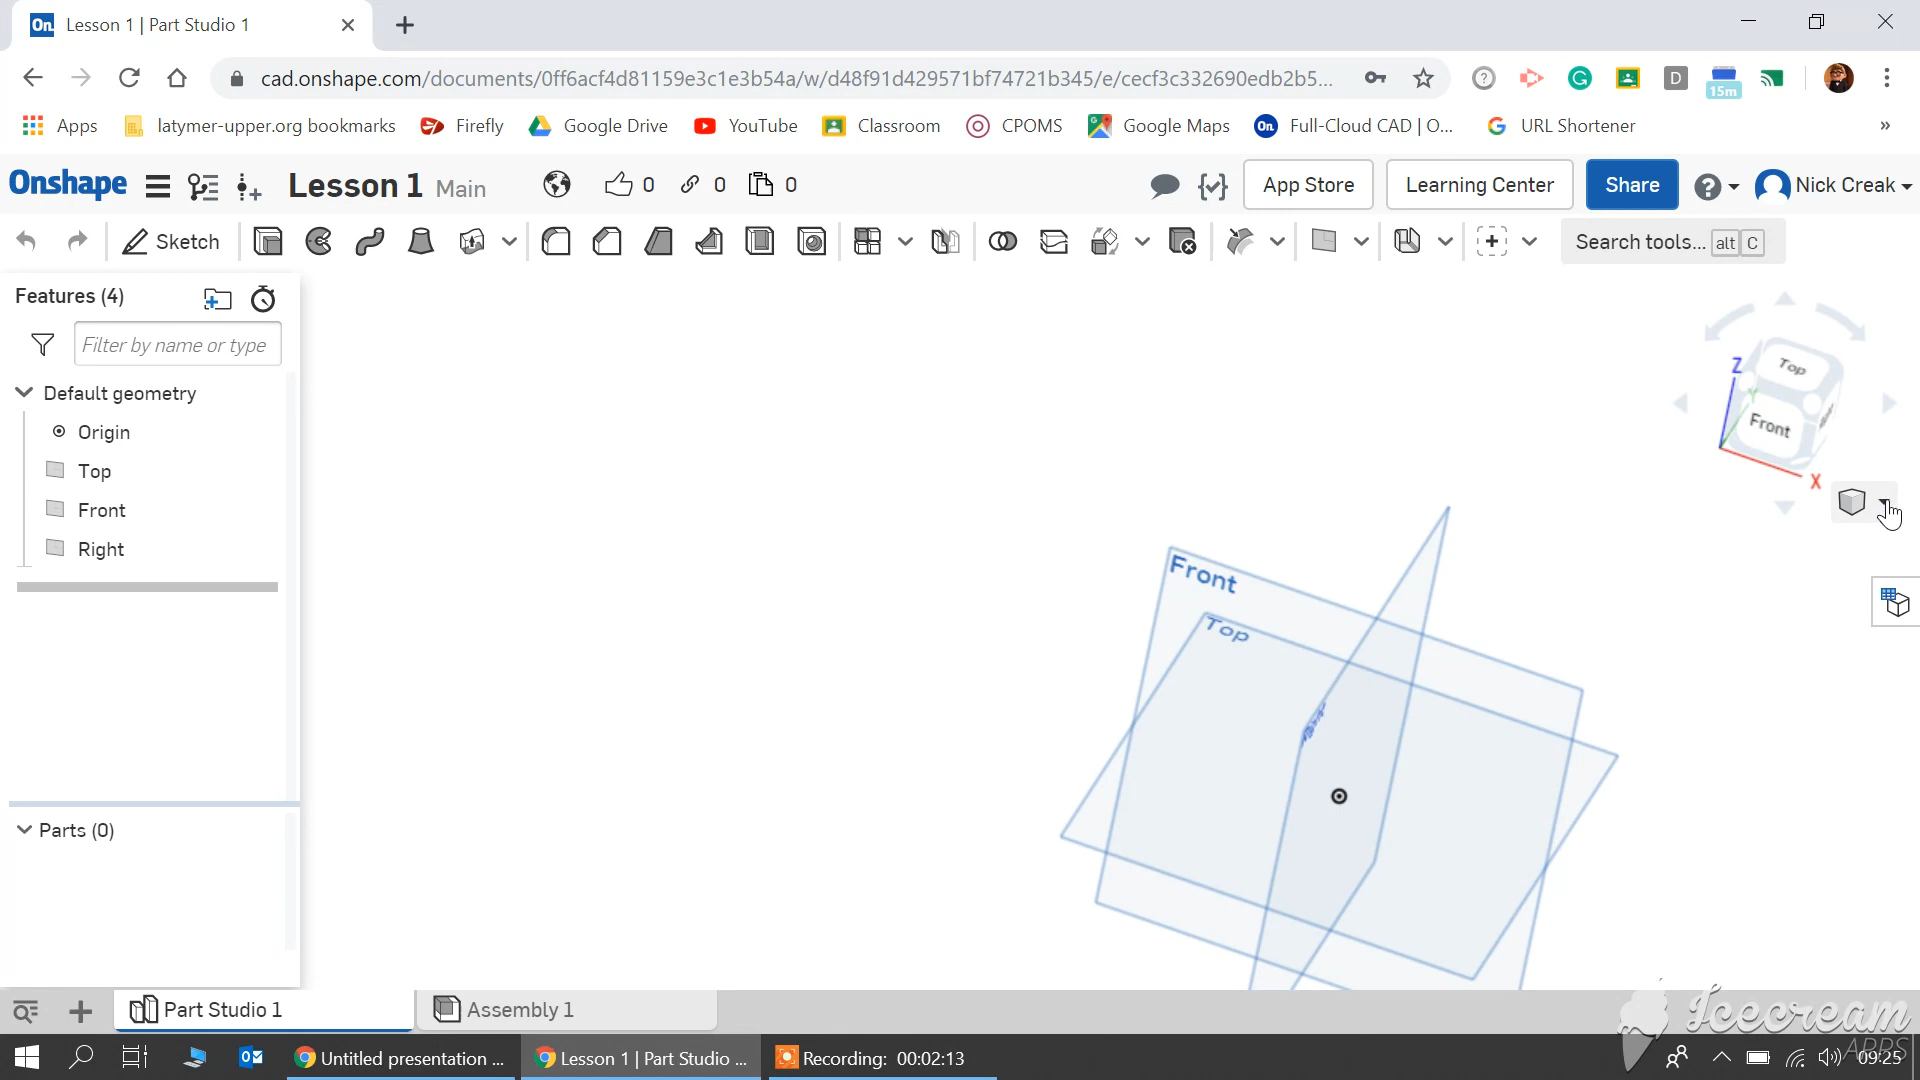 On. Lesson 1 | Part Studio 1
cad.onshape.com/documents/0ff6acf4d81159e3c1e3b54a/w/d48f91d429571bf74721b345/e/cecf3c332690edb2b5...
15m
Apps latymer-upper.org bookmarks Firefly Google Drive YouTube Classroom CPOMS Google Maps On Full-Cloud CAD | O... URL Shortener »
Onshape Lesson 1 Main 0 0 0 App Store Learning Center Share Nick Creak
Sketch Search tools... alt C
Features (4)
Filter by name or type
Default geometry
Origin
Top
Front
Right
Parts (0)
Z
Y
X
Top
Front
Front
Top
Part Studio 1 Assembly 1
Icecream
APPS
Untitled presentation ... Lesson 1 | Part Studio ... Recording: 00:02:13 09:25